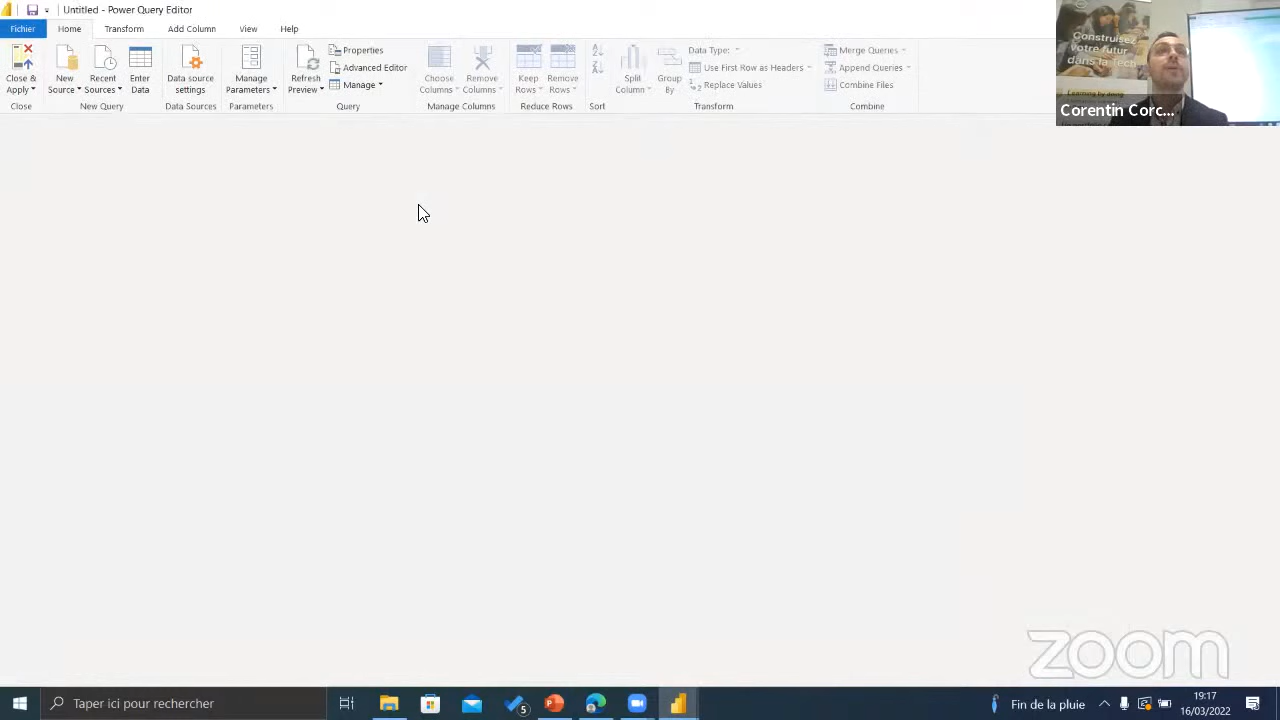 Untitled - Power Query Editor
Fichier Home Transform Add Column View Help
Close & Apply
New Source
Recent Sources
Enter Data
Data source settings
Manage Parameters
Refresh Preview
Properties
Advanced Editor
Manage
Choose Columns
Remove Columns
Keep Rows
Remove Rows
Split Column
Group By
Data Type:
Use First Row as Headers
Replace Values
Merge Queries
Append Queries
Combine Files
Close New Query Data Sources Parameters Query Manage Columns Reduce Rows Sort Transform Combine
Construisez
votre futur
dans la Tech
Learning by doing
Corentin Corc...
zoom
Taper ici pour rechercher
5
Fin de la pluie
19:17
16/03/2022